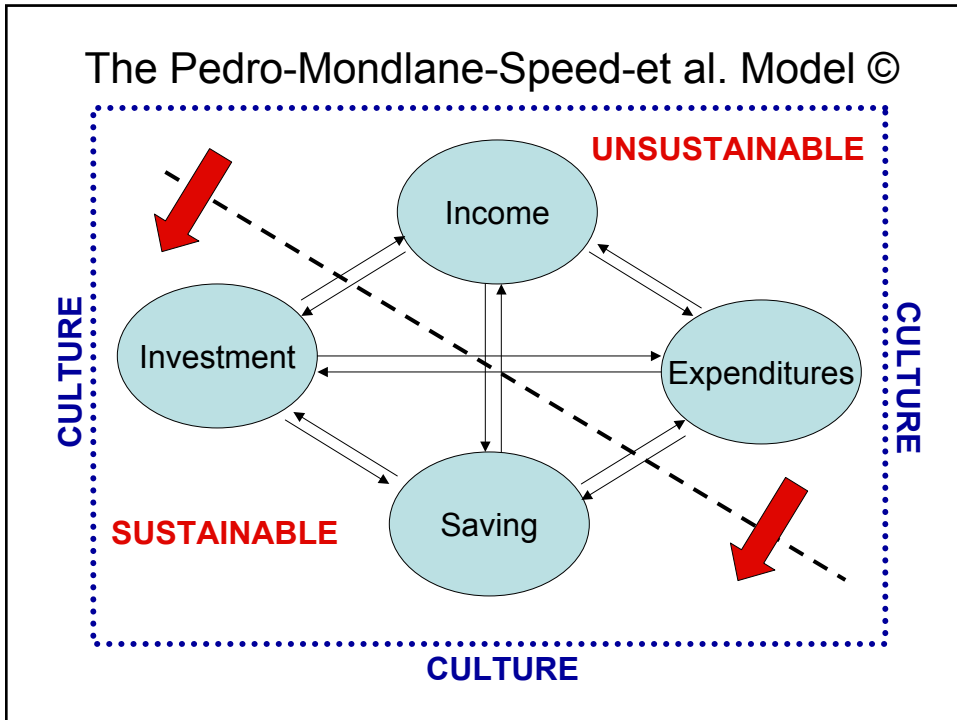 The Pedro-Mondlane-Speed-et al. Model ©
UNSUSTAINABLE
Income
CULTURE
Investment
Expenditures
CULTURE
Saving
SUSTAINABLE
CULTURE